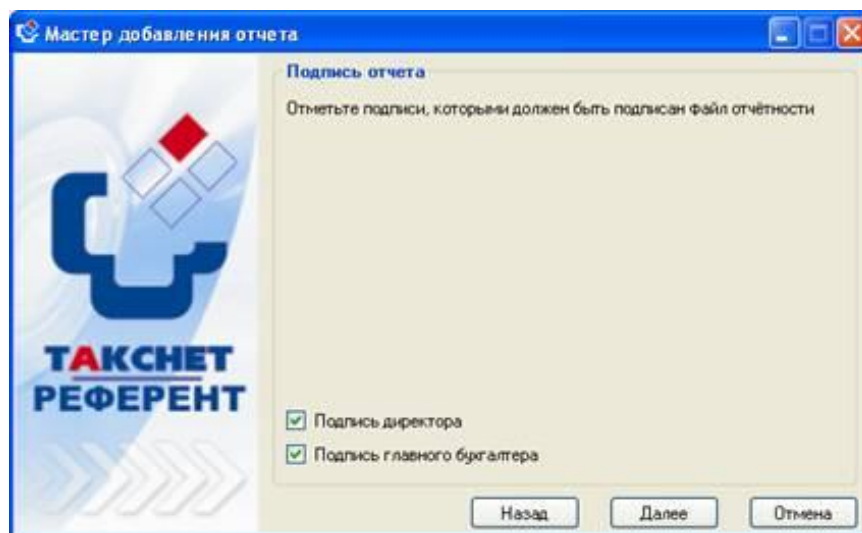 Мастер добавления отчета
Подпись отчета
Отметьте подписи, которыми должен быть подписан файл отчётности
ТАКСНЕТ
РЕФЕРЕНТ
Подпись директора
Подпись главного бухгалтера
Назад Далее Отмена